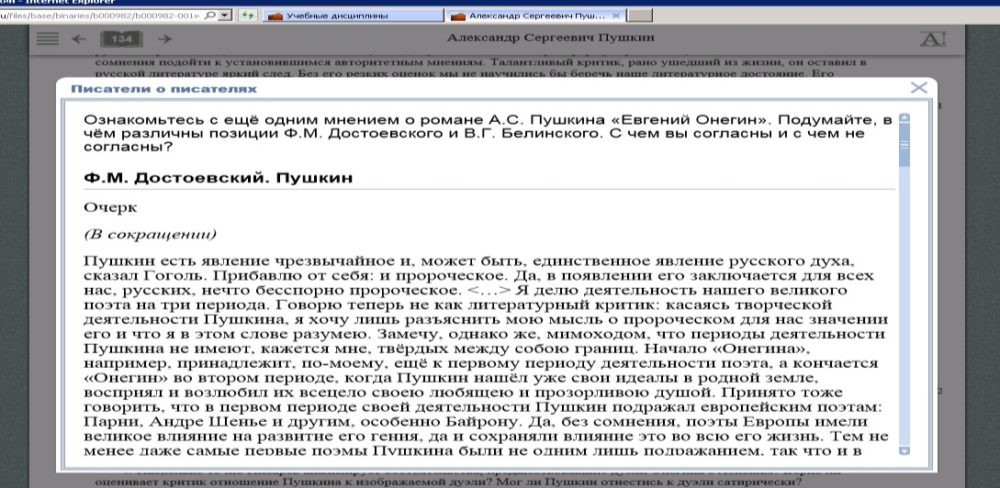 кин - Internet Explorer
u/files/base/binaries/b000982/b000982-001w
Учебные дисциплины
Александр Сергеевич Пуш...
134
Александр Сергеевич Пушкин
сомнения подойти к установившимся авторитетным мнениям. Талантливый критик, рано ушедший из жизни, он оставил в
русской литературе яркий след. Без его резких оценок мы не научились бы беречь наше литературное достояние. Его
Писатели о писателях
1
Ознакомьтесь с ещё одним мнением о романе А.С. Пушкина «Евгений Онегин». Подумайте, в
чём различны позиции Ф.М. Достоевского и В.Г. Белинского. С чем вы согласны и с чем не
согласны?
Ф.М. Достоевский. Пушкин
Очерк
(В сокращении)
Пушкин есть явление чрезвычайное и, может быть, единственное явление русского духа,
сказал Гоголь. Прибавлю от себя: и пророческое. Да, в появлении его заключается для всех
нас, русских, нечто бесспорно пророческое. <...> Я делю деятельность нашего великого
поэта на три периода. Говорю теперь не как литературный критик: касаясь творческой
деятельности Пушкина, я хочу лишь разъяснить мою мысль о пророческом для нас значении
его и что я в этом слове разумею. Замечу, однако же, мимоходом, что периоды деятельности
Пушкина не имеют, кажется мне, твёрдых между собою границ. Начало «Онегина»,
например, принадлежит, по-моему, ещё к первому периоду деятельности поэта, а кончается
«Онегин» во втором периоде, когда Пушкин нашёл уже свои идеалы в родной земле,
восприял и возлюбил их всецело своею любящею и прозорливою душой. Принято тоже
2
говорить, что в первом периоде своей деятельности Пушкин подражал европейским поэтам:
Парни, Андре Шенье и другим, особенно Байрону. Да, без сомнения, поэты Европы имели
великое влияние на развитие его гения, да и сохраняли влияние это во всю его жизнь. Тем не
менее даже самые первые поэмы Пушкина были не одним лишь подражанием, так что и в
оценивает критик отношение Пушкина к изображаемой дуэли? Мог ли Пушкин отнестись к дуэли сатирически?